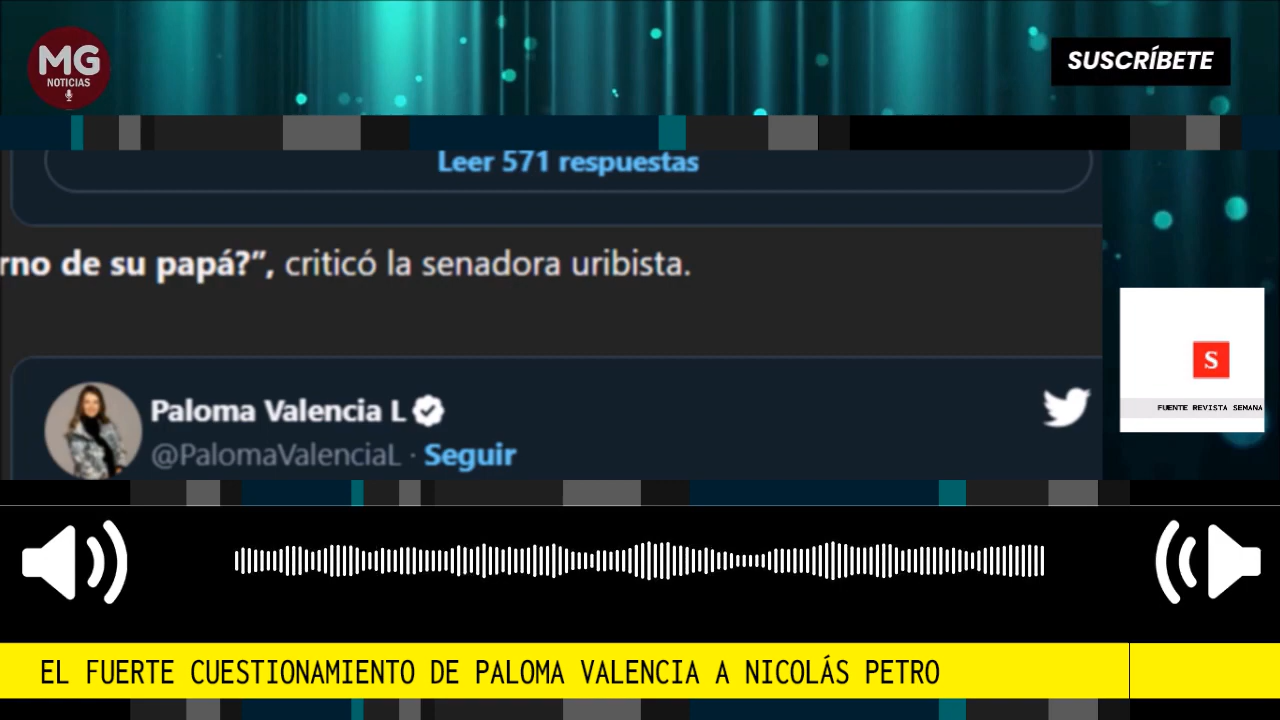 MG
NOTICIAS
SUSCRÍBETE
Leer 571 respuestas
rno de su papá?”, criticó la senadora uribista.
Paloma Valencia L
@PalomaValenciaL · Seguir
S
FUENTE REVISTA SEMANA
EL FUERTE CUESTIONAMIENTO DE PALOMA VALENCIA A NICOLÁS PETRO